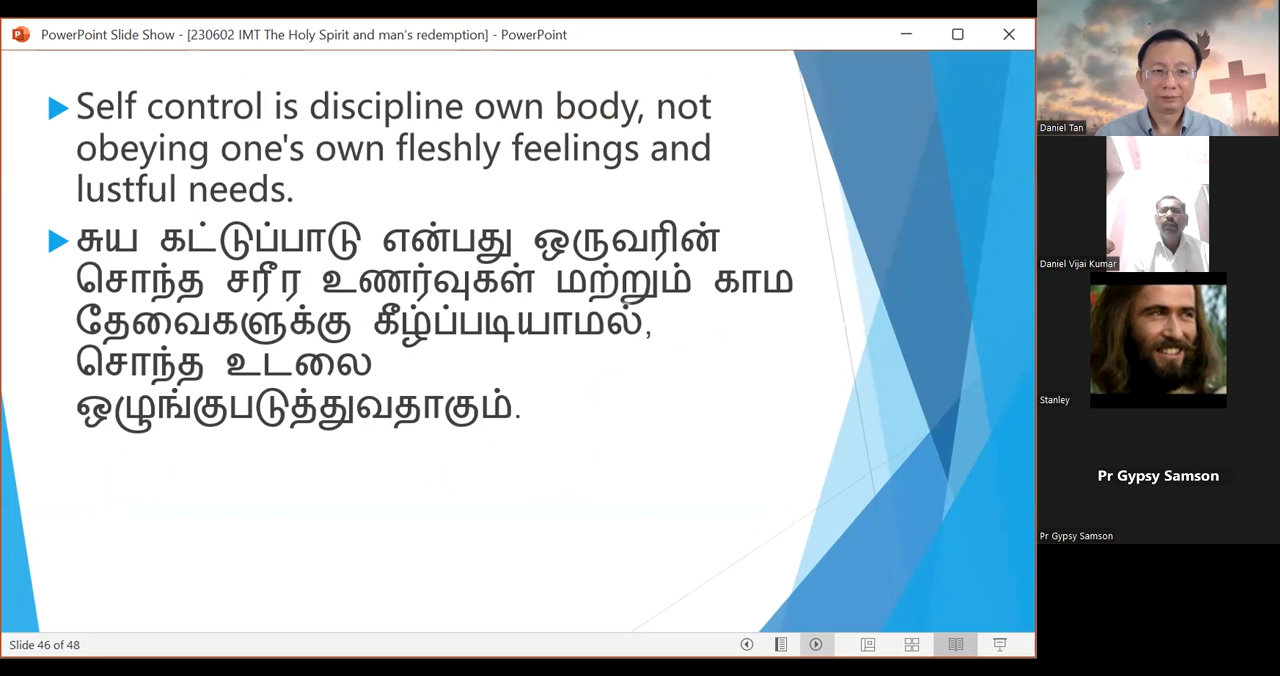 PowerPoint Slide Show - [230602 IMT The Holy Spirit and man's redemption] - PowerPoint
Self control is discipline own body, not
obeying one's own fleshly feelings and
lustful needs.
சுய கட்டுப்பாடு என்பது ஒருவரின்
சொந்த சரீர உணர்வுகள் மற்றும் காம
தேவைகளுக்கு கீழ்ப்படியாமல்,
சொந்த உடலை
ஒழுங்குபடுத்துவதாகும்.
Slide 46 of 48
Daniel Tan
Daniel Vijai Kumar
Stanley
Pr Gypsy Samson
Pr Gypsy Samson